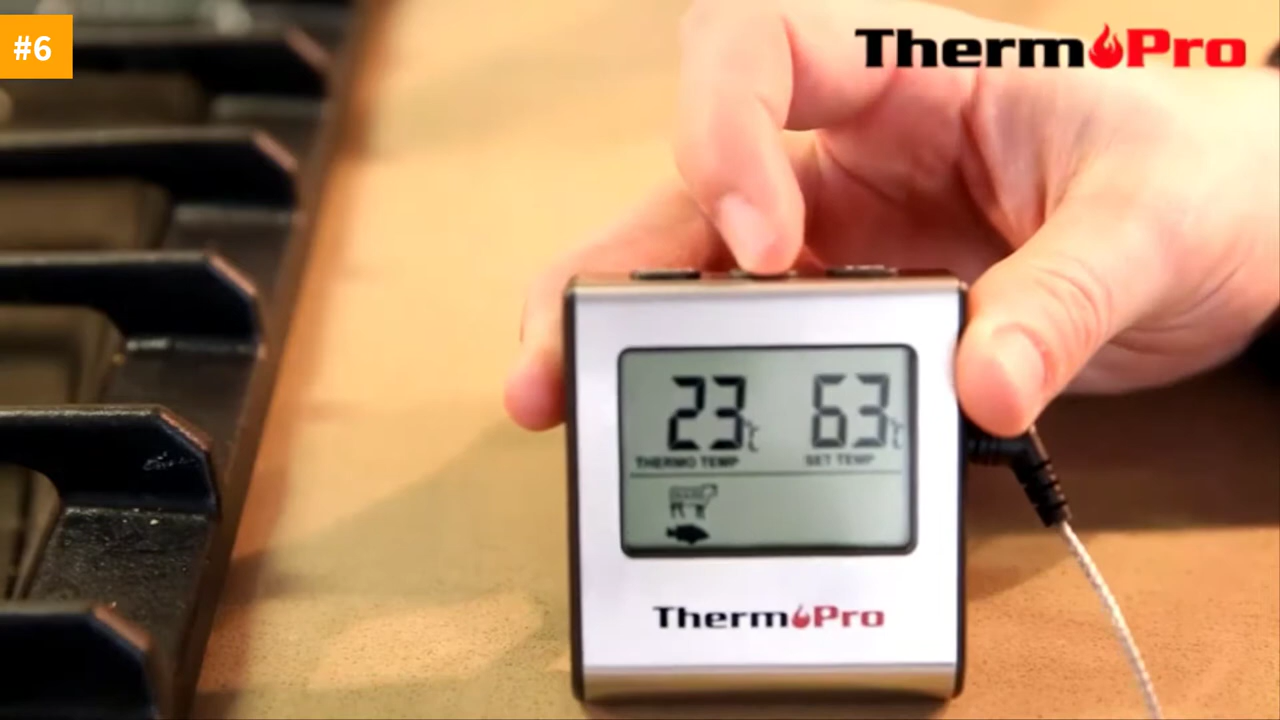 #6
ThermoPro
23°C 63°C
THERMO TEMP SET TEMP
ThermoPro